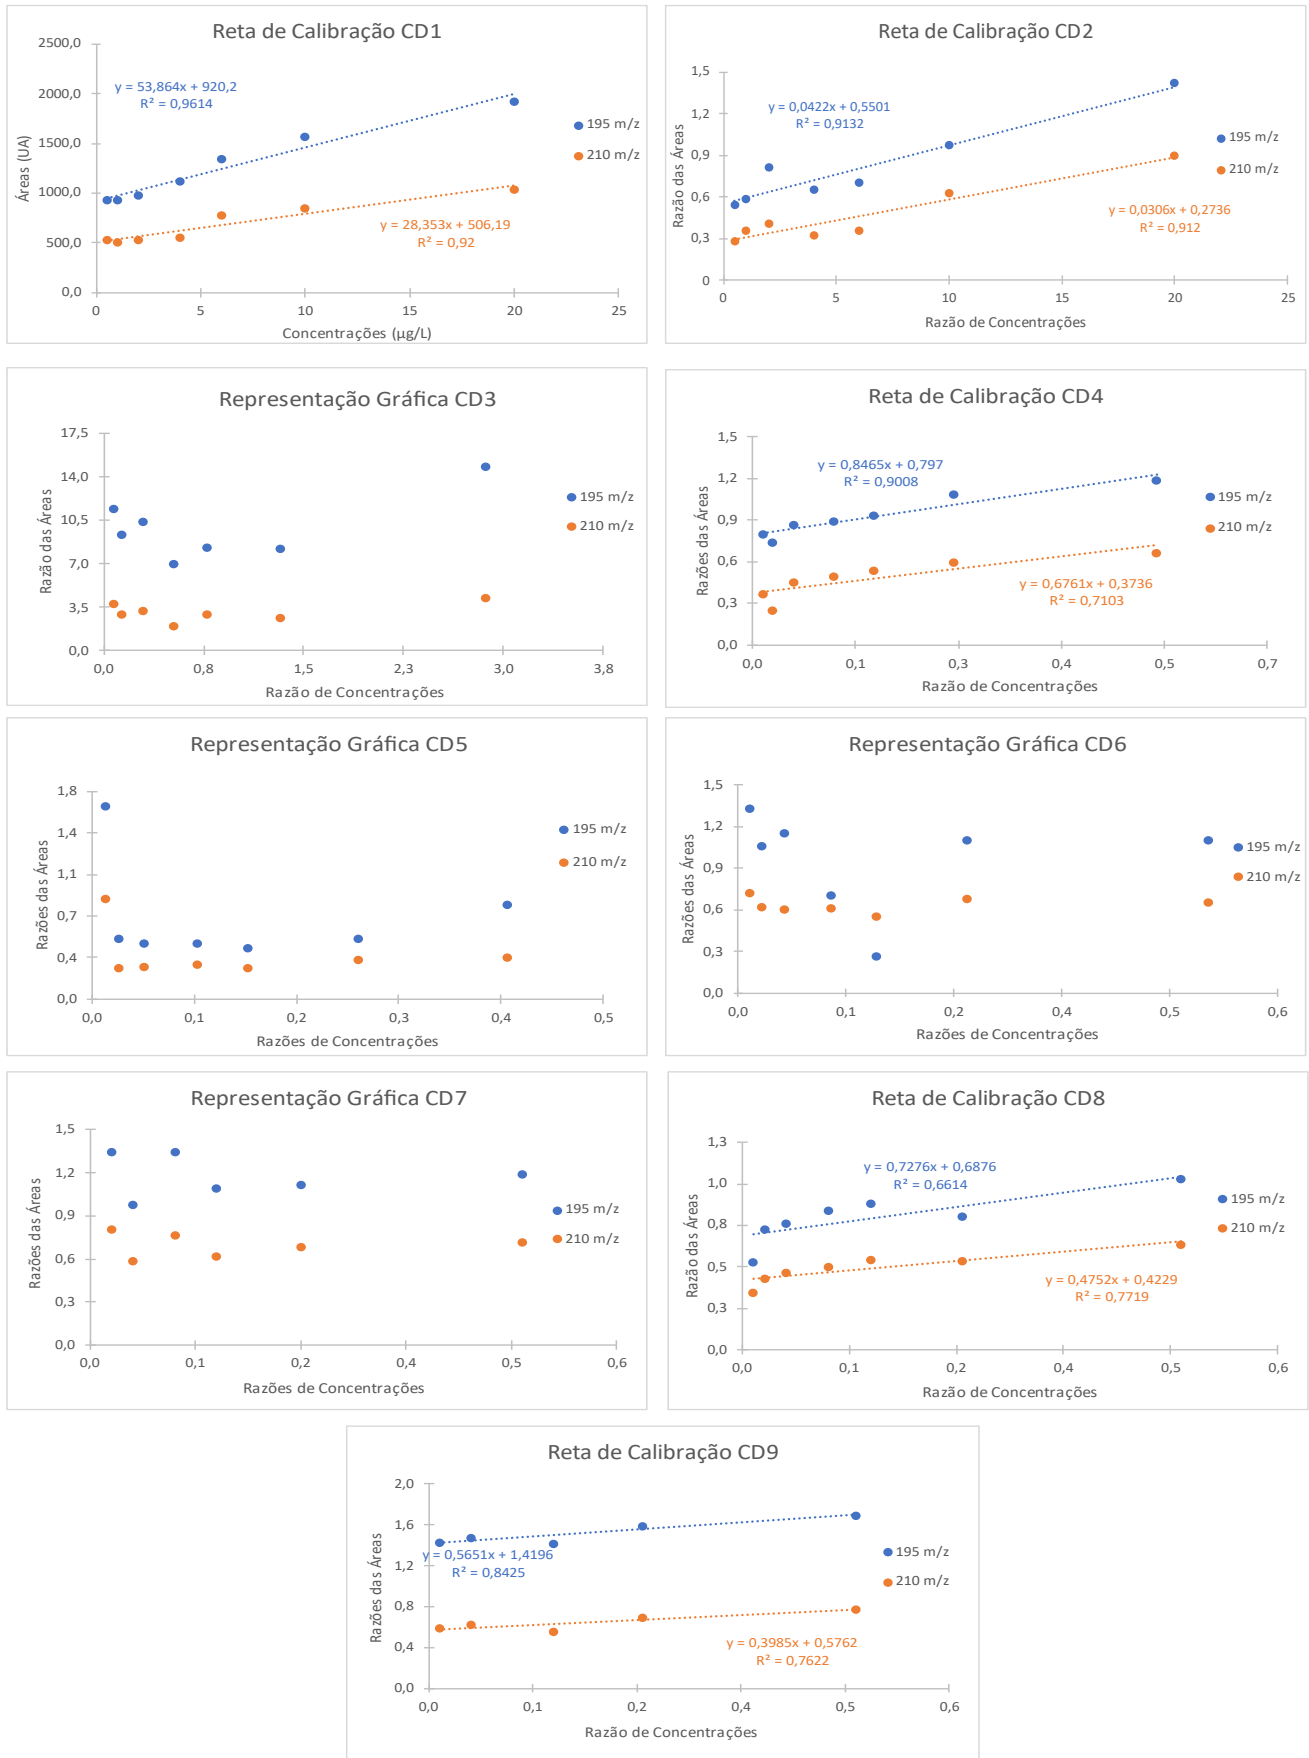 Reta de Calibração CD1
2500,0
2000,0
1500,0
1000,0
500,0
0,0
Áreas (UA)
y = 53,864x + 920,2
R² = 0,9614
y = 28,353x + 506,19
R² = 0,92
195 m/z
210 m/z
0 5 10 15 20 25
Concentrações (µg/L)
Reta de Calibração CD2
1,5
1,2
0,9
0,6
0,3
0
Razão das Áreas
y = 0,0422x + 0,5501
R² = 0,9132
y = 0,0306x + 0,2736
R² = 0,912
195 m/z
210 m/z
0 5 10 15 20 25
Razão de Concentrações
Representação Gráfica CD3
17,5
14,0
10,5
7,0
3,5
0,0
Razão das Áreas
195 m/z
210 m/z
0,0 0,8 1,5 2,3 3,0 3,8
Razão de Concentrações
Reta de Calibração CD4
1,5
1,2
0,9
0,6
0,3
0,0
Razões das Áreas
y = 0,8465x + 0,797
R² = 0,9008
y = 0,6761x + 0,3736
R² = 0,7103
195 m/z
210 m/z
0,0 0,1 0,3 0,4 0,5 0,7
Razão de Concentrações
Representação Gráfica CD5
1,8
1,4
1,1
0,7
0,4
0,0
Razões das Áreas
195 m/z
210 m/z
0,0 0,1 0,2 0,3 0,4 0,5
Razões de Concentrações
Representação Gráfica CD6
1,5
1,2
0,9
0,6
0,3
0,0
Razões das Áreas
195 m/z
210 m/z
0,0 0,1 0,2 0,4 0,5 0,6
Razões de Concentrações
Representação Gráfica CD7
1,5
1,2
0,9
0,6
0,3
0,0
Razões das Áreas
195 m/z
210 m/z
0,0 0,1 0,2 0,4 0,5 0,6
Razões de Concentrações
Reta de Calibração CD8
1,3
1,0
0,8
0,5
0,3
0,0
Razão das Áreas
y = 0,7276x + 0,6876
R² = 0,6614
y = 0,4752x + 0,4229
R² = 0,7719
195 m/z
210 m/z
0,0 0,1 0,2 0,4 0,5 0,6
Razão de Concentrações
Reta de Calibração CD9
2,0
1,6
1,2
0,8
0,4
0,0
Razões das Áreas
y = 0,5651x + 1,4196
R² = 0,8425
y = 0,3985x + 0,5762
R² = 0,7622
195 m/z
210 m/z
0,0 0,1 0,2 0,4 0,5 0,6
Razão de Concentrações